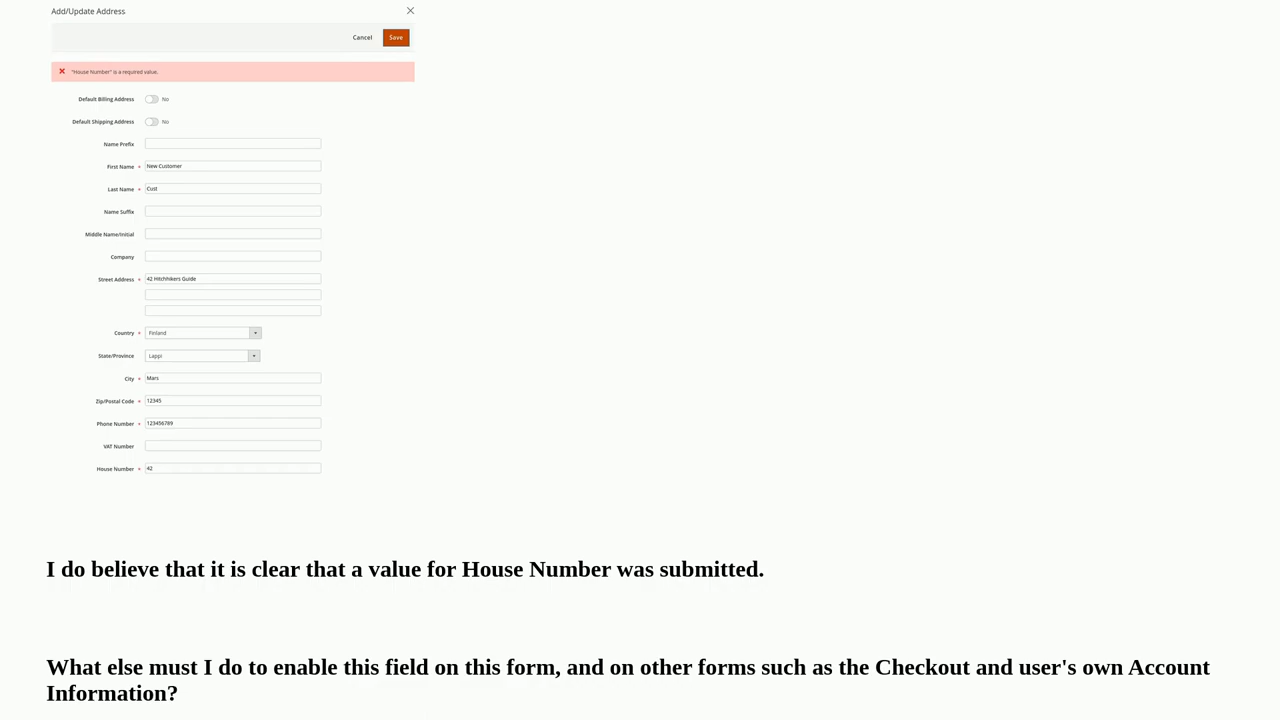 Add/Update Address
Cancel
Save
"House Number" is a required value.
Default Billing Address No
Default Shipping Address No
Name Prefix
First Name * New Customer
Last Name * Cust
Name Suffix
Middle Name/Initial
Company
Street Address * 42 Hitchhikers Guide
Country * Finland
State/Province Lappi
City * Mars
Zip/Postal Code * 12345
Phone Number * 123456789
VAT Number
House Number * 42
I do believe that it is clear that a value for House Number was submitted.
What else must I do to enable this field on this form, and on other forms such as the Checkout and user's own Account
Information?